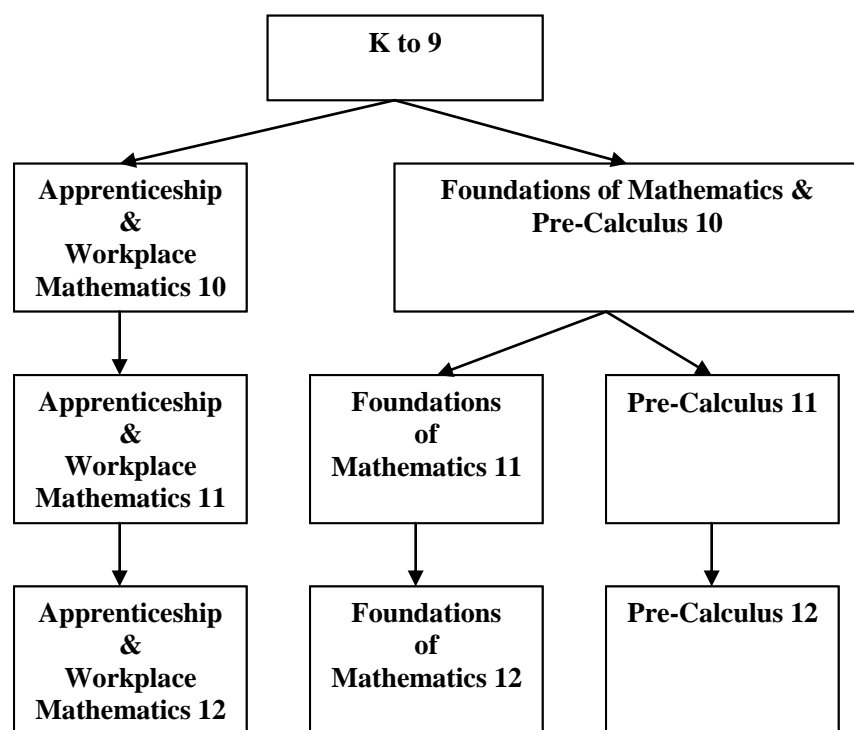 K to 9
Apprenticeship
&
Workplace
Mathematics 10
Foundations of Mathematics &
Pre-Calculus 10
Apprenticeship
&
Workplace
Mathematics 11
Foundations
of
Mathematics 11
Pre-Calculus 11
Apprenticeship
&
Workplace
Mathematics 12
Foundations
of
Mathematics 12
Pre-Calculus 12